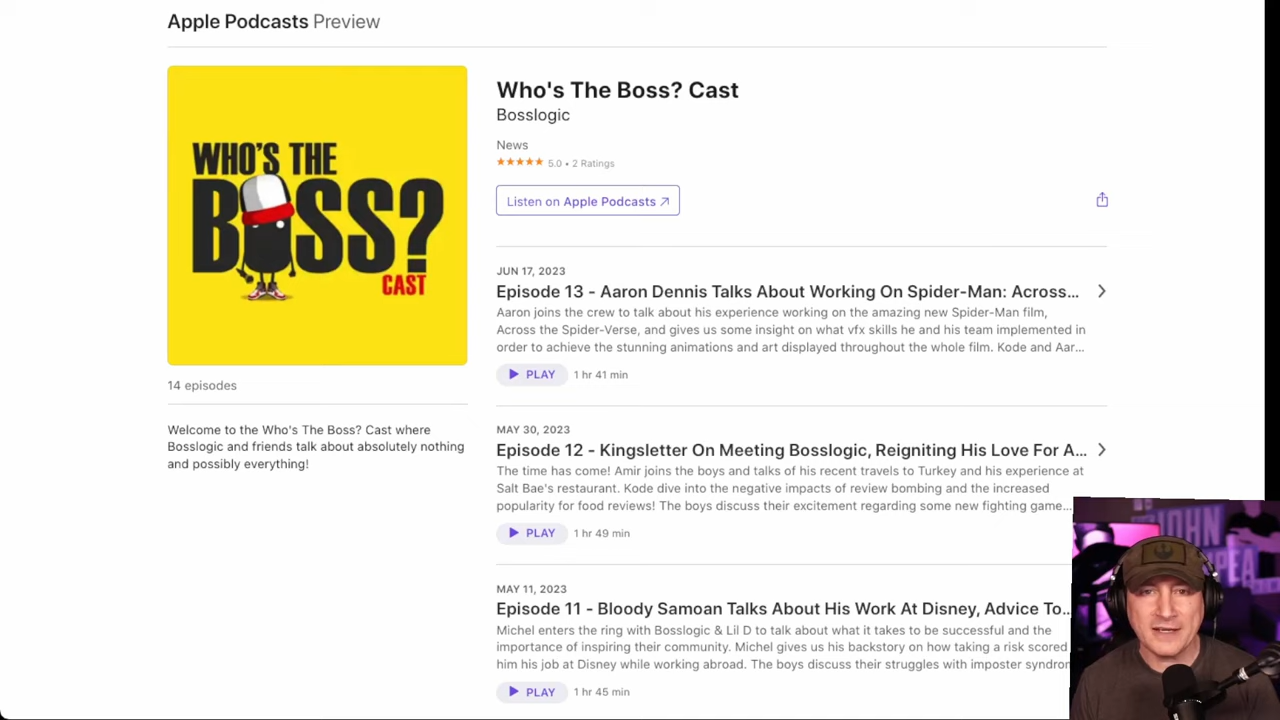 Apple Podcasts Preview
WHO'S THE
BOSS?
CAST
14 episodes
Welcome to the Who's The Boss? Cast where
Bosslogic and friends talk about absolutely nothing
and possibly everything!
Who's The Boss? Cast
Bosslogic
News
★★★★★ 5.0 • 2 Ratings
Listen on Apple Podcasts ↗
JUN 17, 2023
Episode 13 - Aaron Dennis Talks About Working On Spider-Man: Across...
Aaron joins the crew to talk about his experience working on the amazing new Spider-Man film,
Across the Spider-Verse, and gives us some insight on what vfx skills he and his team implemented in
order to achieve the stunning animations and art displayed throughout the whole film. Kode and Aar...
PLAY 1 hr 41 min
MAY 30, 2023
Episode 12 - Kingsletter On Meeting Bosslogic, Reigniting His Love For A...
The time has come! Amir joins the boys and talks of his recent travels to Turkey and his experience at
Salt Bae's restaurant. Kode dive into the negative impacts of review bombing and the increased
popularity for food reviews! The boys discuss their excitement regarding some new fighting game...
PLAY 1 hr 49 min
MAY 11, 2023
Episode 11 - Bloody Samoan Talks About His Work At Disney, Advice To...
Michel enters the ring with Bosslogic & Lil D to talk about what it takes to be successful and the
importance of inspiring their community. Michel gives us his backstory on how taking a risk scored
him his job at Disney while working abroad. The boys discuss their struggles with imposter syndron
PLAY 1 hr 45 min
JOHN